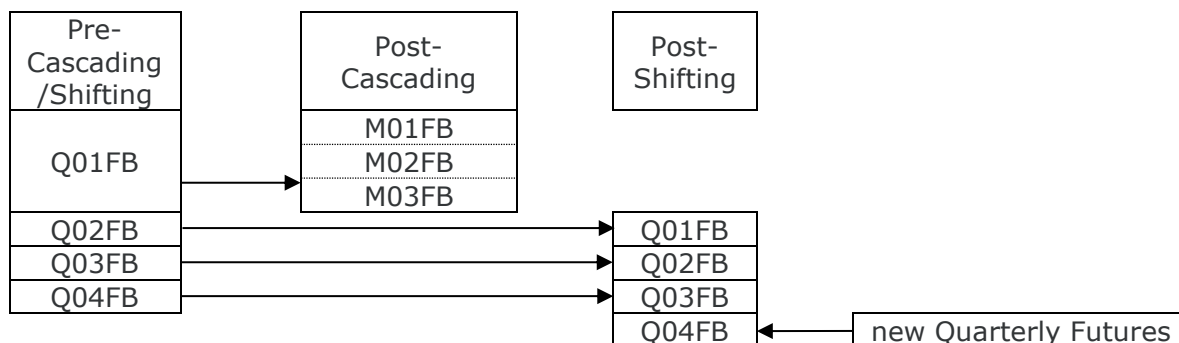 Pre-
Cascading
/Shifting
Post-
Cascading
Post-
Shifting
Q01FB
M01FB
M02FB
M03FB
Q02FB
Q01FB
Q03FB
Q02FB
Q04FB
Q03FB
Q04FB
new Quarterly Futures